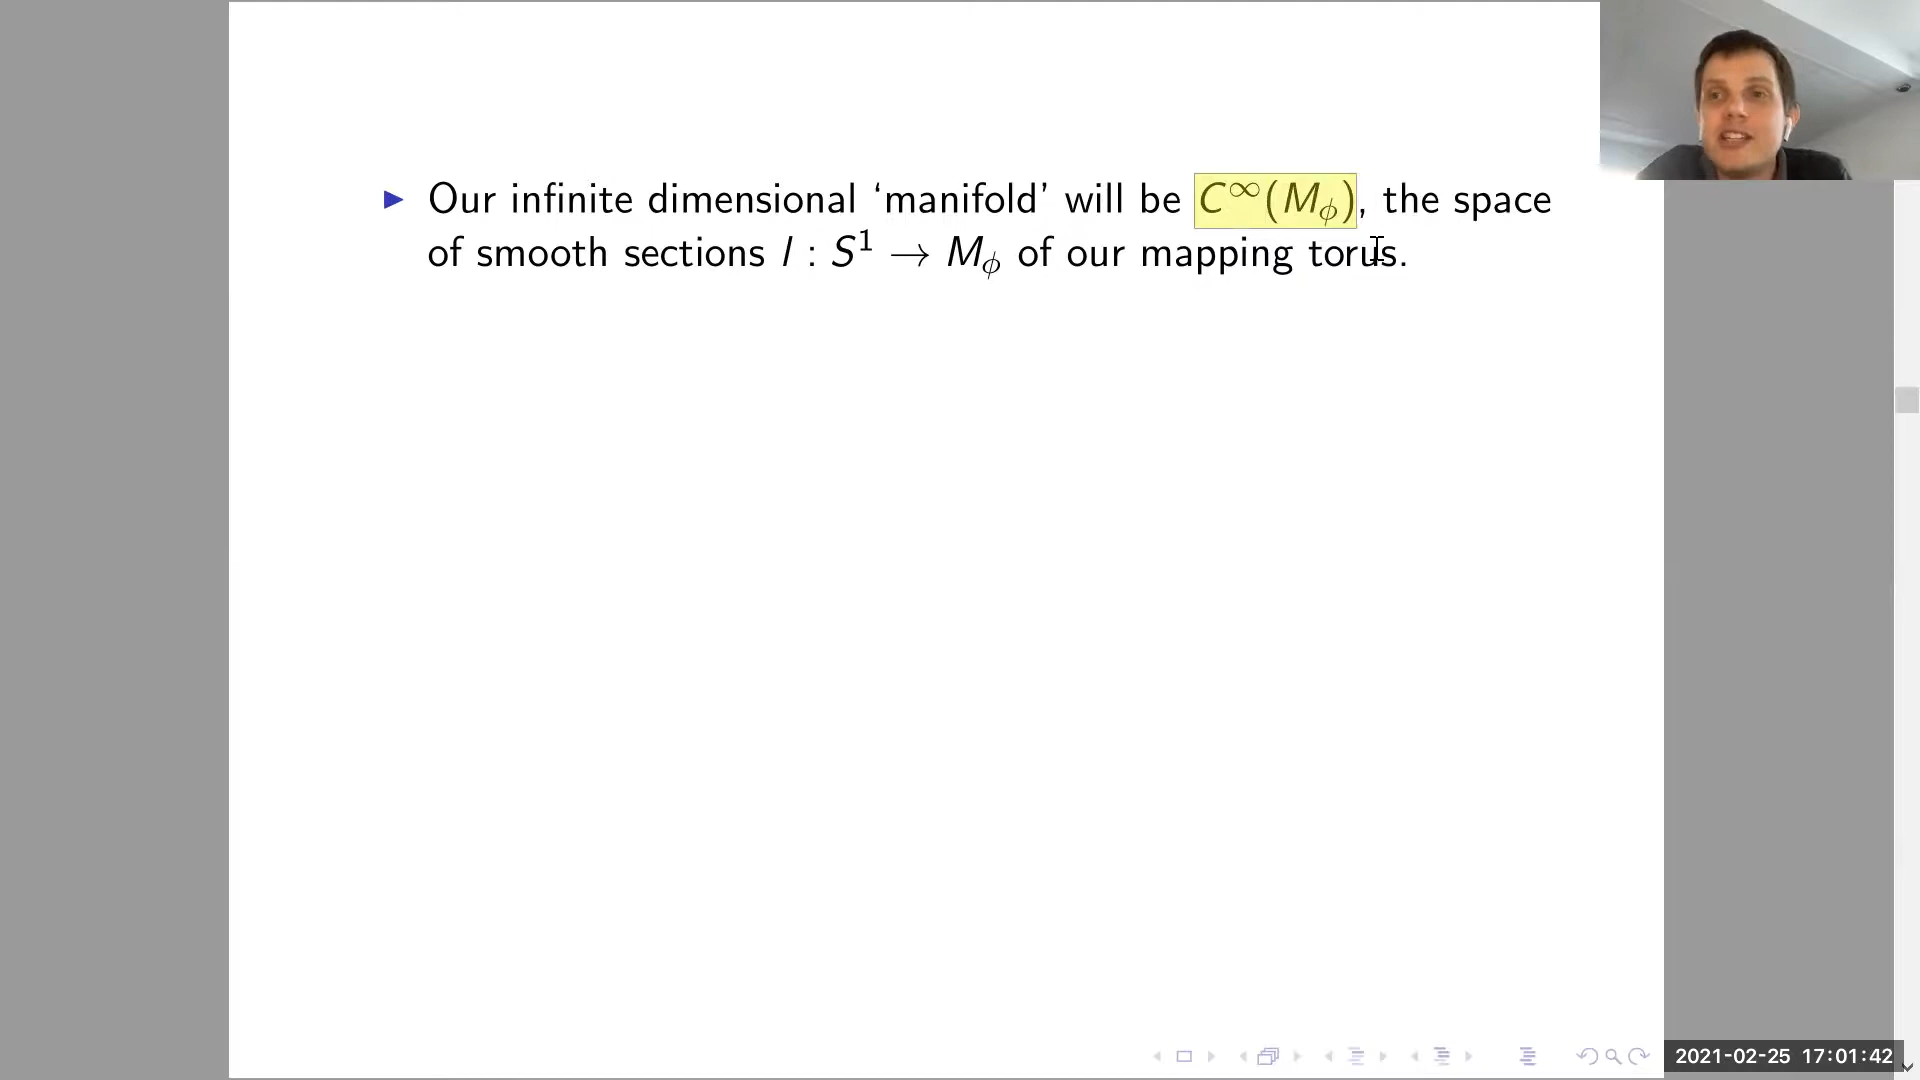 ▶ Our infinite dimensional ‘manifold’ will be C^∞(M_ϕ), the space
of smooth sections l : S^1 → M_ϕ of our mapping torus.
2021-02-25 17:01:42